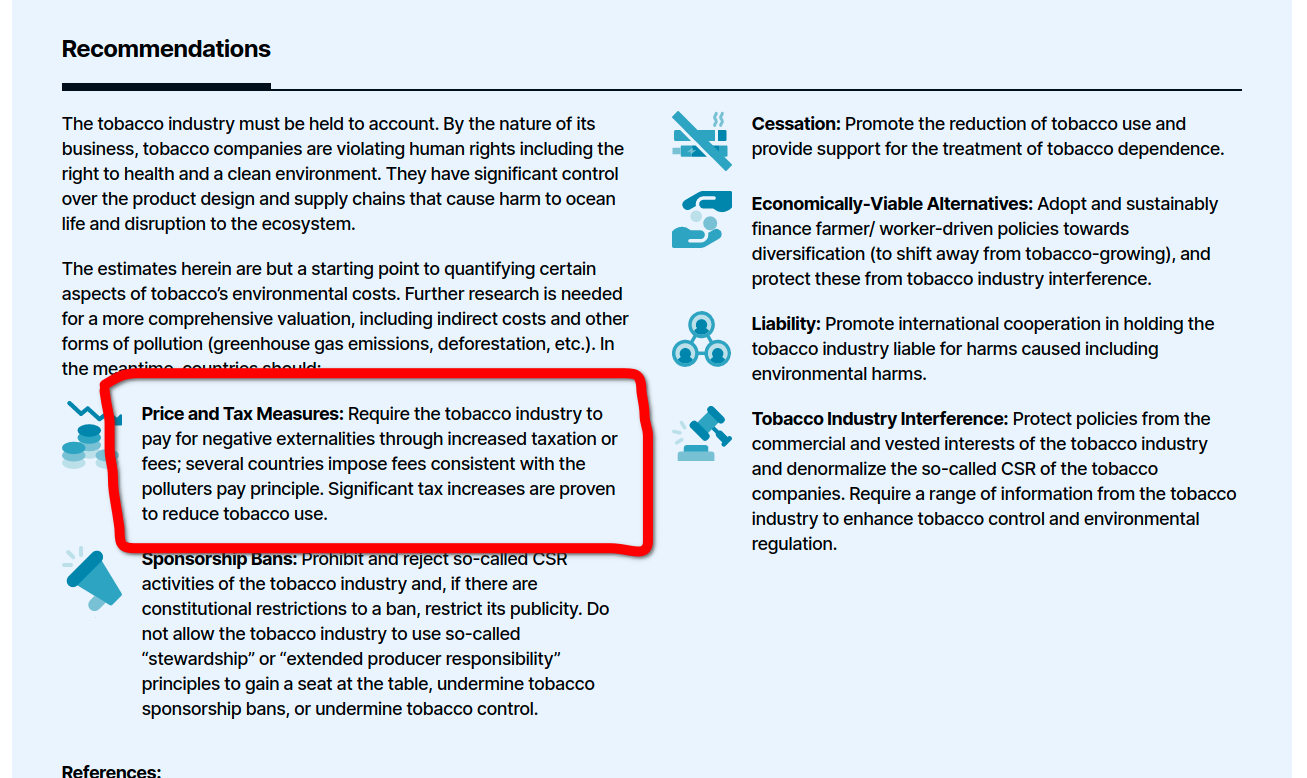 Recommendations
The tobacco industry must be held to account. By the nature of its
business, tobacco companies are violating human rights including the
right to health and a clean environment. They have significant control
over the product design and supply chains that cause harm to ocean
life and disruption to the ecosystem.
The estimates herein are but a starting point to quantifying certain
aspects of tobacco’s environmental costs. Further research is needed
for a more comprehensive valuation, including indirect costs and other
forms of pollution (greenhouse gas emissions, deforestation, etc.). In
the meantime, countries should:
Price and Tax Measures: Require the tobacco industry to
pay for negative externalities through increased taxation or
fees; several countries impose fees consistent with the
polluters pay principle. Significant tax increases are proven
to reduce tobacco use.
Sponsorship Bans: Prohibit and reject so-called CSR
activities of the tobacco industry and, if there are
constitutional restrictions to a ban, restrict its publicity. Do
not allow the tobacco industry to use so-called
“stewardship” or “extended producer responsibility”
principles to gain a seat at the table, undermine tobacco
sponsorship bans, or undermine tobacco control.
Cessation: Promote the reduction of tobacco use and
provide support for the treatment of tobacco dependence.
Economically-Viable Alternatives: Adopt and sustainably
finance farmer/ worker-driven policies towards
diversification (to shift away from tobacco-growing), and
protect these from tobacco industry interference.
Liability: Promote international cooperation in holding the
tobacco industry liable for harms caused including
environmental harms.
Tobacco Industry Interference: Protect policies from the
commercial and vested interests of the tobacco industry
and denormalize the so-called CSR of the tobacco
companies. Require a range of information from the tobacco
industry to enhance tobacco control and environmental
regulation.
References: